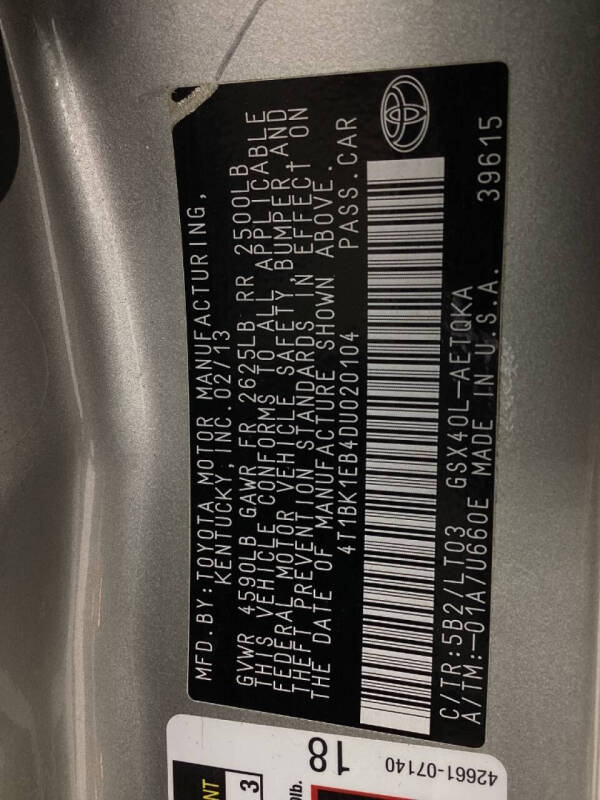 MFD.BY:TOYOTA MOTOR MANUFACTURING,
KENTUCKY, INC. 02/13
GVWR 4590LB GAWR FR 2625LB RR 2500LB
THIS VEHICLE CONFORMS TO ALL APPLICABLE
FEDERAL MOTOR VEHICLE SAFETY, BUMPER, AND
THEFT PREVENTION STANDARDS IN EFFECT ON
THE DATE OF MANUFACTURE SHOWN ABOVE.
4T1BK1EB4DU020104 PASS.CAR
C/TR:5B2/LT03 GSX40L-AETQKA
A/TM:-01A/U660E MADE IN U.S.A. 39615
18
42661-07140
NT
3
0lb.